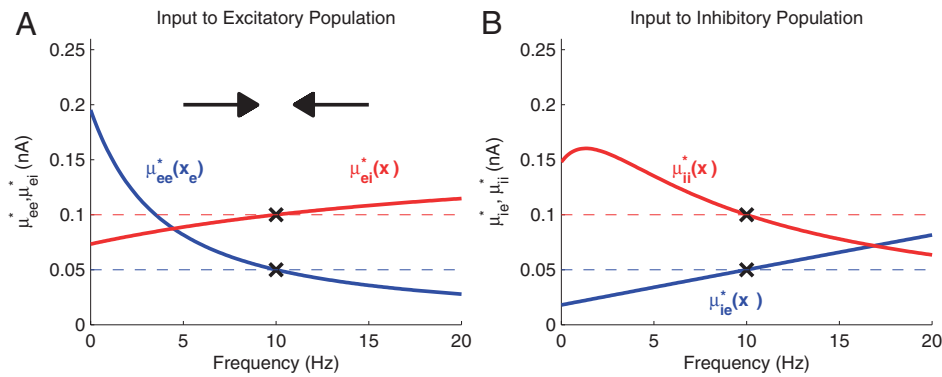 A
Input to Excitatory Population
μ*ee,μ*ei (nA)
0.25
0.2
0.15
0.1
0.05
0
μ*ee(xe)
μ*ei(x )
0
5
10
15
20
Frequency (Hz)
B
Input to Inhibitory Population
μ*ie, μ*ii (nA)
0.25
0.2
0.15
0.1
0.05
0
μ*ii(x )
μ*ie(x )
0
5
10
15
20
Frequency (Hz)